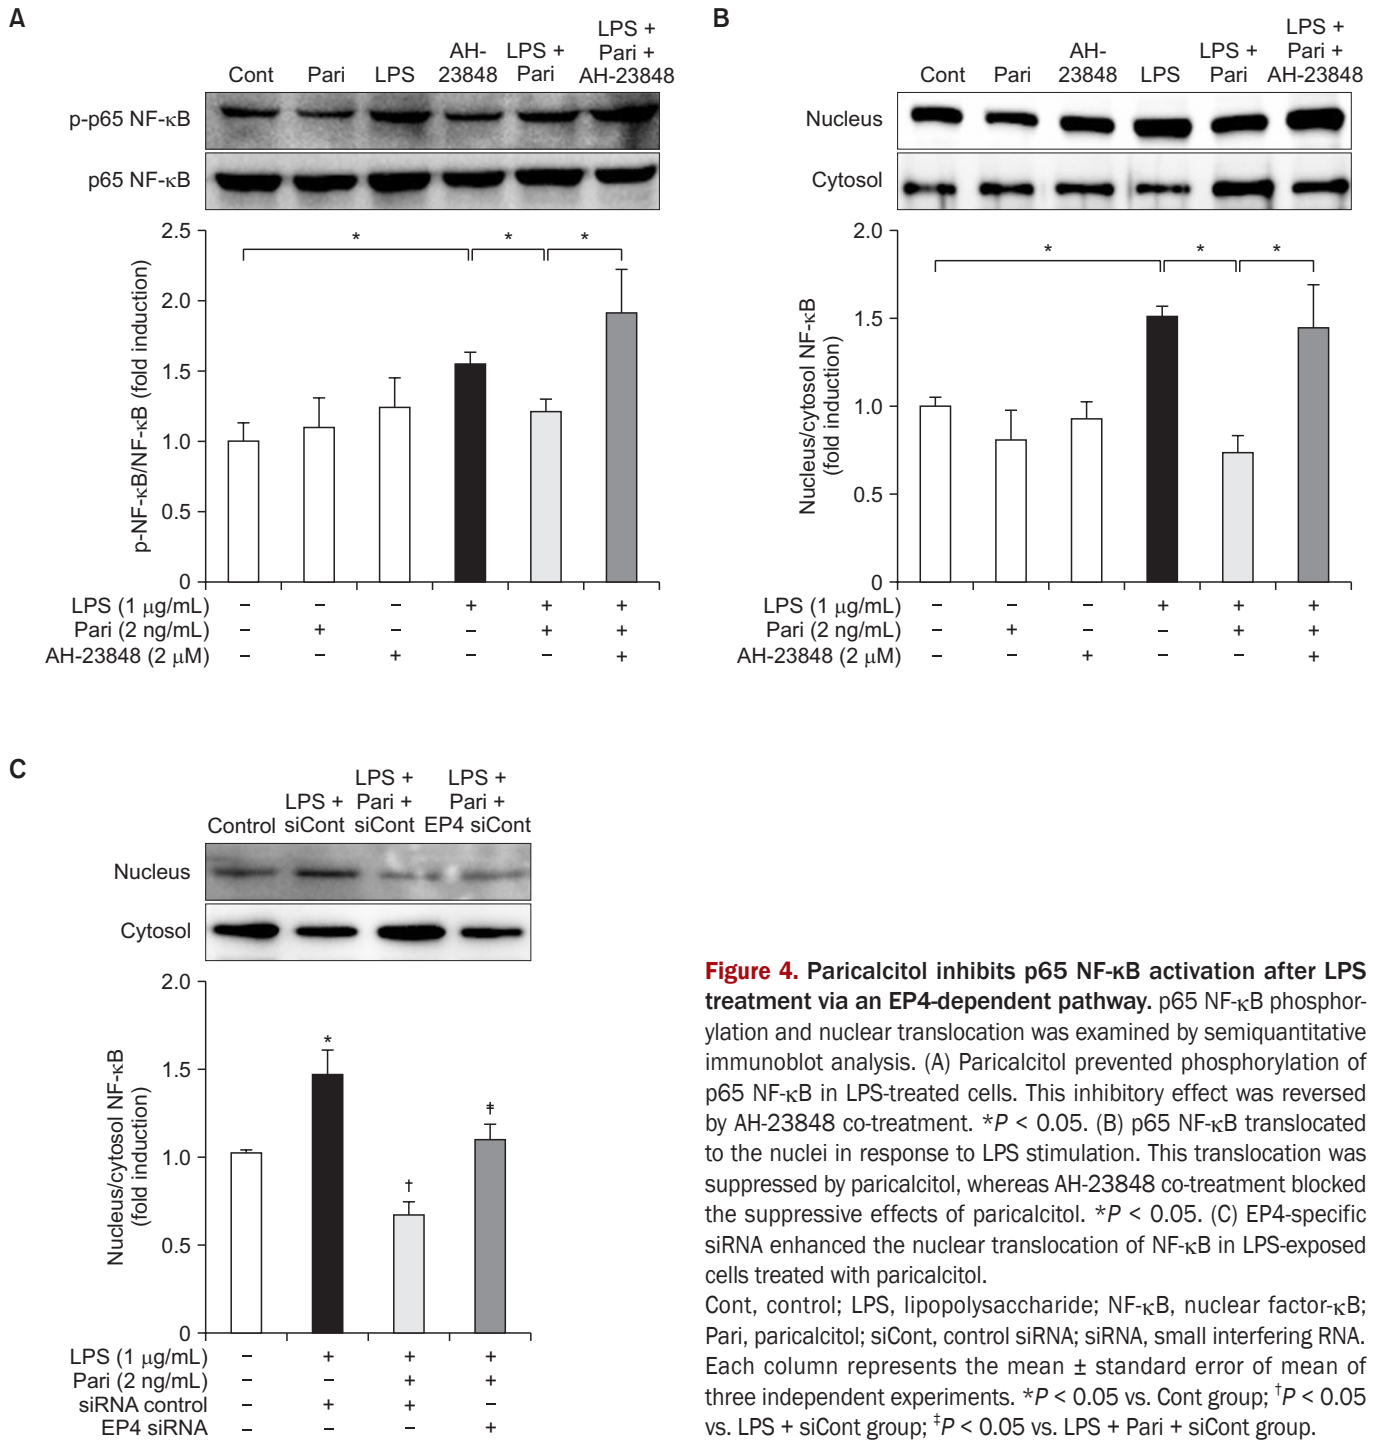 A
Cont
Pari
LPS
AH-
23848
LPS +
Pari
LPS +
Pari +
AH-23848
p-p65 NF-κB
p65 NF-κB
p-NF-κB/NF-κB (fold induction)
2.5
2.0
1.5
1.0
0.5
0
* * *
LPS (1 μg/mL) − − − + + +
Pari (2 ng/mL) − + − − + +
AH-23848 (2 μM) − − + − − +
B
Cont
Pari
AH-
23848
LPS
LPS +
Pari
LPS +
Pari +
AH-23848
Nucleus
Cytosol
Nucleus/cytosol NF-κB
(fold induction)
2.0
1.5
1.0
0.5
0
* * *
LPS (1 μg/mL) − − − + + +
Pari (2 ng/mL) − + − − + +
AH-23848 (2 μM) − − + − − +
C
Control
LPS +
siCont
LPS +
Pari +
siCont
LPS +
Pari +
EP4 siCont
Nucleus
Cytosol
Nucleus/cytosol NF-κB
(fold induction)
2.0
1.5
1.0
0.5
0
* † ‡
LPS (1 μg/mL) − + + +
Pari (2 ng/mL) − − + +
siRNA control − + + −
EP4 siRNA − − − +
Figure 4. Paricalcitol inhibits p65 NF-κB activation after LPS
treatment via an EP4-dependent pathway. p65 NF-κB phosphor-
ylation and nuclear translocation was examined by semiquantitative
immunoblot analysis. (A) Paricalcitol prevented phosphorylation of
p65 NF-κB in LPS-treated cells. This inhibitory effect was reversed
by AH-23848 co-treatment. *P < 0.05. (B) p65 NF-κB translocated
to the nuclei in response to LPS stimulation. This translocation was
suppressed by paricalcitol, whereas AH-23848 co-treatment blocked
the suppressive effects of paricalcitol. *P < 0.05. (C) EP4-specific
siRNA enhanced the nuclear translocation of NF-κB in LPS-exposed
cells treated with paricalcitol.
Cont, control; LPS, lipopolysaccharide; NF-κB, nuclear factor-κB;
Pari, paricalcitol; siCont, control siRNA; siRNA, small interfering RNA.
Each column represents the mean ± standard error of mean of
three independent experiments. *P < 0.05 vs. Cont group; †P < 0.05
vs. LPS + siCont group; ‡P < 0.05 vs. LPS + Pari + siCont group.